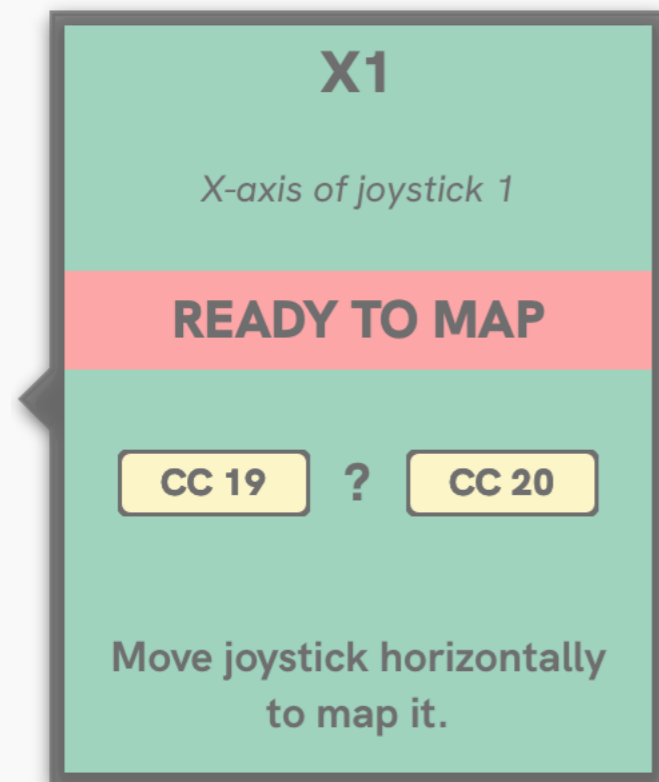 X1
X-axis of joystick 1
READY TO MAP
CC 19 ? CC 20
Move joystick horizontally
to map it.